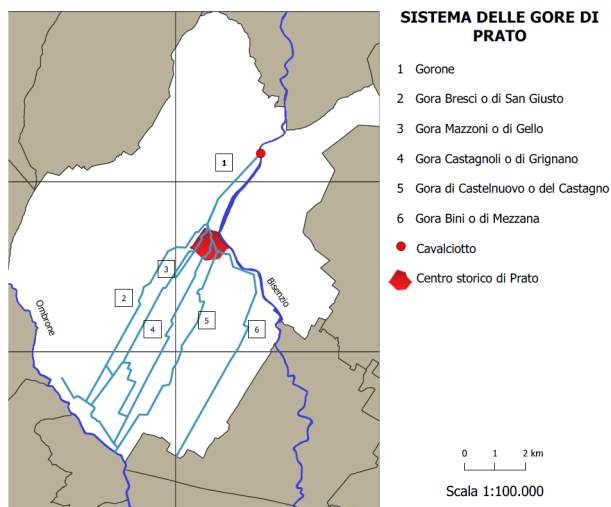 SISTEMA DELLE GORE DI
PRATO
1 Gorone
2 Gora Bresci o di San Giusto
3 Gora Mazzoni o di Gello
4 Gora Castagnoli o di Grignano
5 Gora di Castelnuovo o del Castagno
6 Gora Bini o di Mezzana
Cavalciotto
Centro storico di Prato
1
3
2
4
5
6
Ombrone
Bisenzio
0 1 2 km
Scala 1:100.000